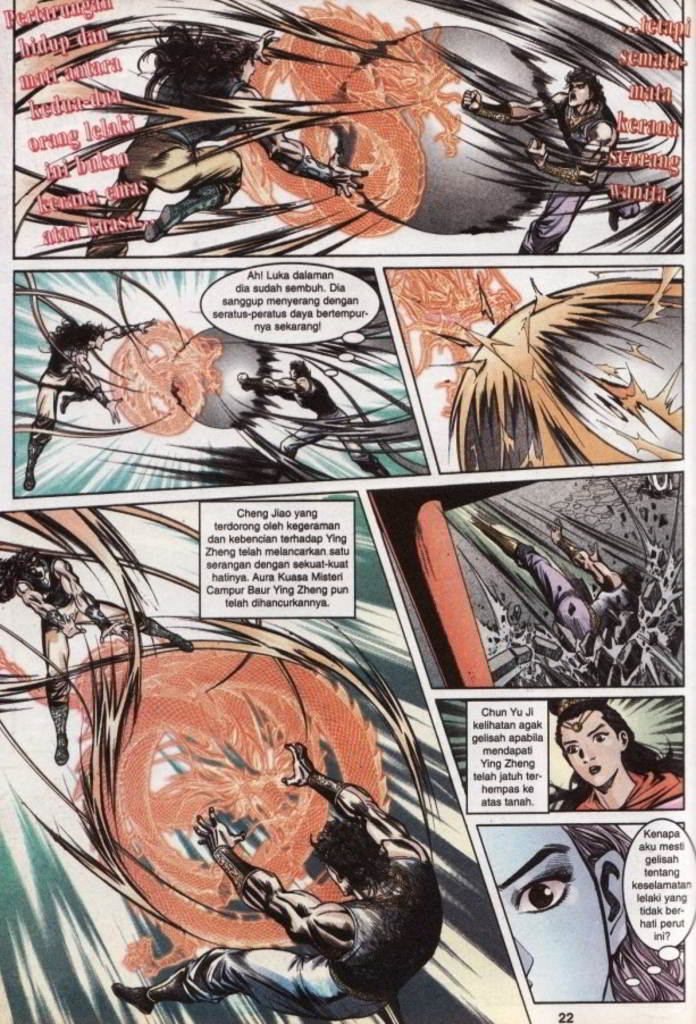 Pertarungan
hidup dan
mati antara
kedua-dua
orang lelaki
ini bukan
kerana emas
atau kuasa.
...tetapi
semata-
mata
kerana
seorang
wanita.
Ah! Luka dalaman
dia sudah sembuh. Dia
sanggup menyerang dengan
seratus-peratus daya bertempur-
nya sekarang!
Cheng Jiao yang
terdorong oleh kegeraman
dan kebencian terhadap Ying
Zheng telah melancarkan satu
serangan dengan sekuat-kuat
hatinya. Aura Kuasa Misteri
Campur Baur Ying Zheng pun
telah dihancurkannya.
Chun Yu Ji
kelihatan agak
gelisah apabila
mendapati
Ying Zheng
telah jatuh ter-
hempas ke
atas tanah.
Kenapa
aku mesti
gelisah
tentang
keselamatan
lelaki yang
tidak ber-
hati perut
ini?
22